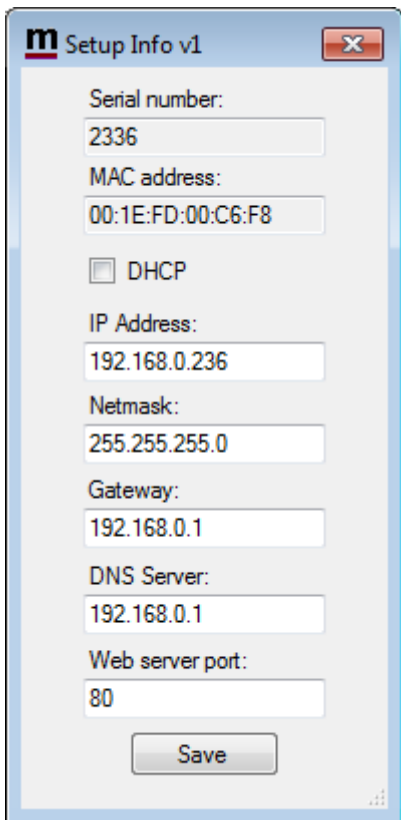 m Setup Info v1
Serial number:
2336
MAC address:
00:1E:FD:00:C6:F8
DHCP
IP Address:
192.168.0.236
Netmask:
255.255.255.0
Gateway:
192.168.0.1
DNS Server:
192.168.0.1
Web server port:
80
Save